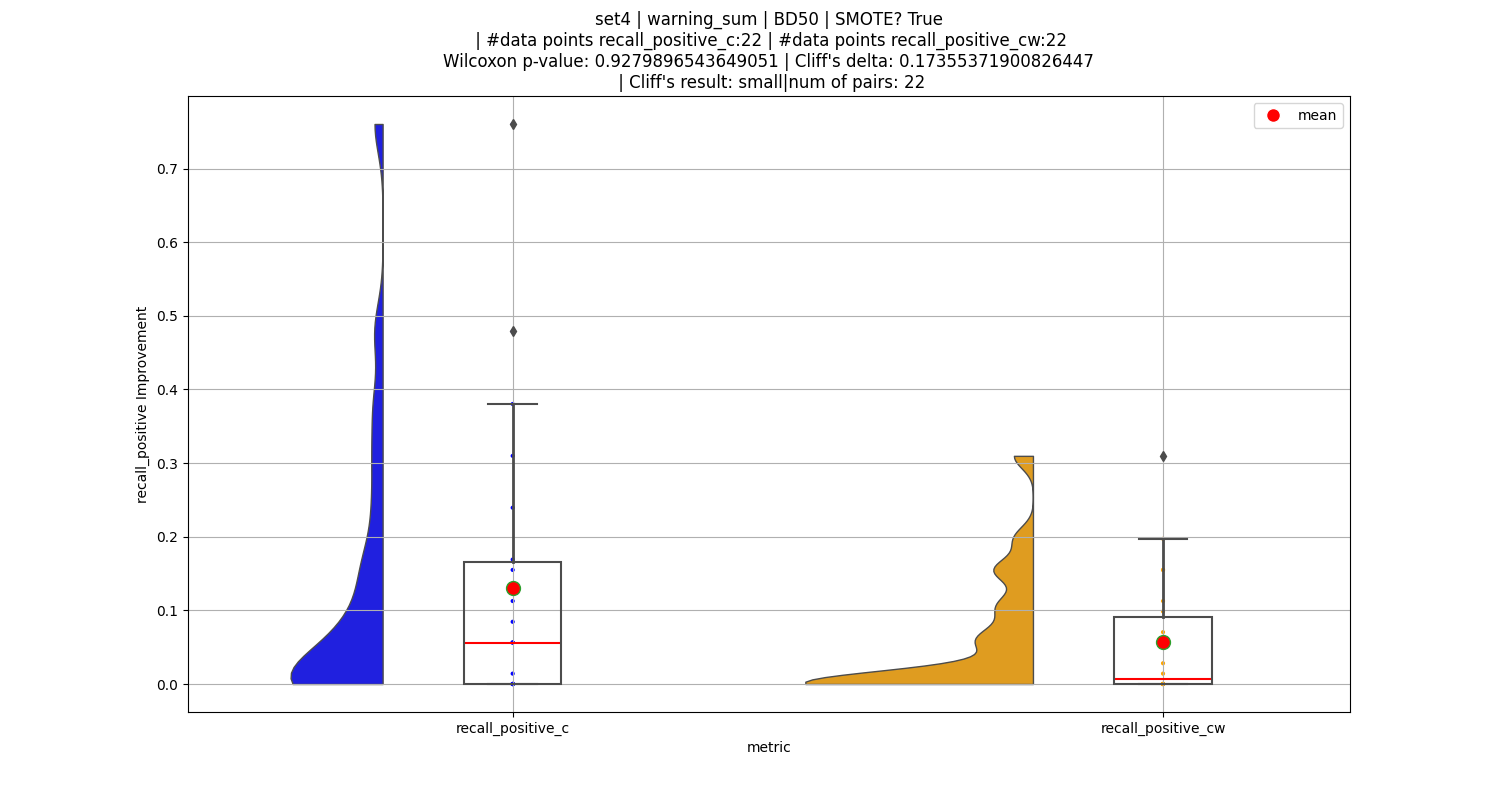 set4 | warning_sum | BD50 | SMOTE? True
| #data points recall_positive_c:22 | #data points recall_positive_cw:22
Wilcoxon p-value: 0.9279896543649051 | Cliff's delta: 0.17355371900826447
| Cliff's result: small|num of pairs: 22
mean
0.7
0.6
0.5
0.4
0.3
0.2
0.1
0.0
recall_positive Improvement
recall_positive_c
recall_positive_cw
metric